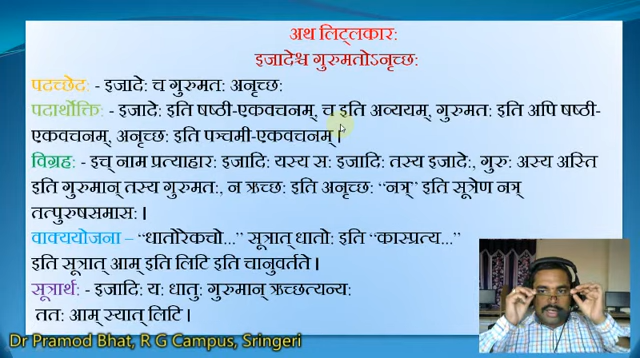 अथ लिट्लकार:
इजादेश्च गुरुमतोऽनृच्छ:
पदच्छेद: - इजादे: च गुरुमत: अनृच्छ:
पदार्थोक्ति: - इजादे: इति षष्ठी-एकवचनम्, च इति अव्ययम्, गुरुमत: इति अपि षष्ठी-
एकवचनम्, अनृच्छ: इति पञ्चमी-एकवचनम् ।
विग्रह: - इच् नाम प्रत्याहार: इजादि: यस्य स: इजादि: तस्य इजादे:, गुरु: अस्य अस्ति
इति गुरुमान् तस्य गुरुमत:, न ऋच्छ: इति अनृच्छ: “नञ्” इति सूत्रेण नञ्
तत्पुरुषसमास: ।
वाक्ययोजना – “धातोरेकचो...” सूत्रात् धातो: इति “कास्प्रत्य...”
इति सूत्रात् आम् इति लिटि इति चानुवर्तते ।
सूत्रार्थ: - इजादि: य: धातु: गुरुमान् ऋच्छत्यन्य:
तत: आम् स्यात् लिटि ।
Dr Pramod Bhat, R G Campus, Sringeri